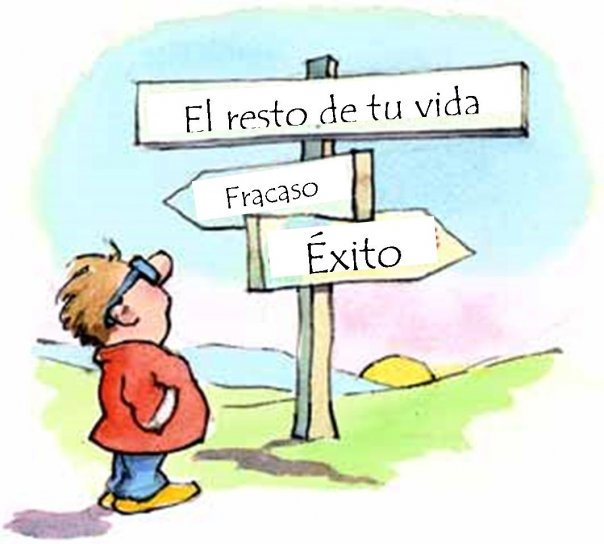 El resto de tu vida
Fracaso
Éxito